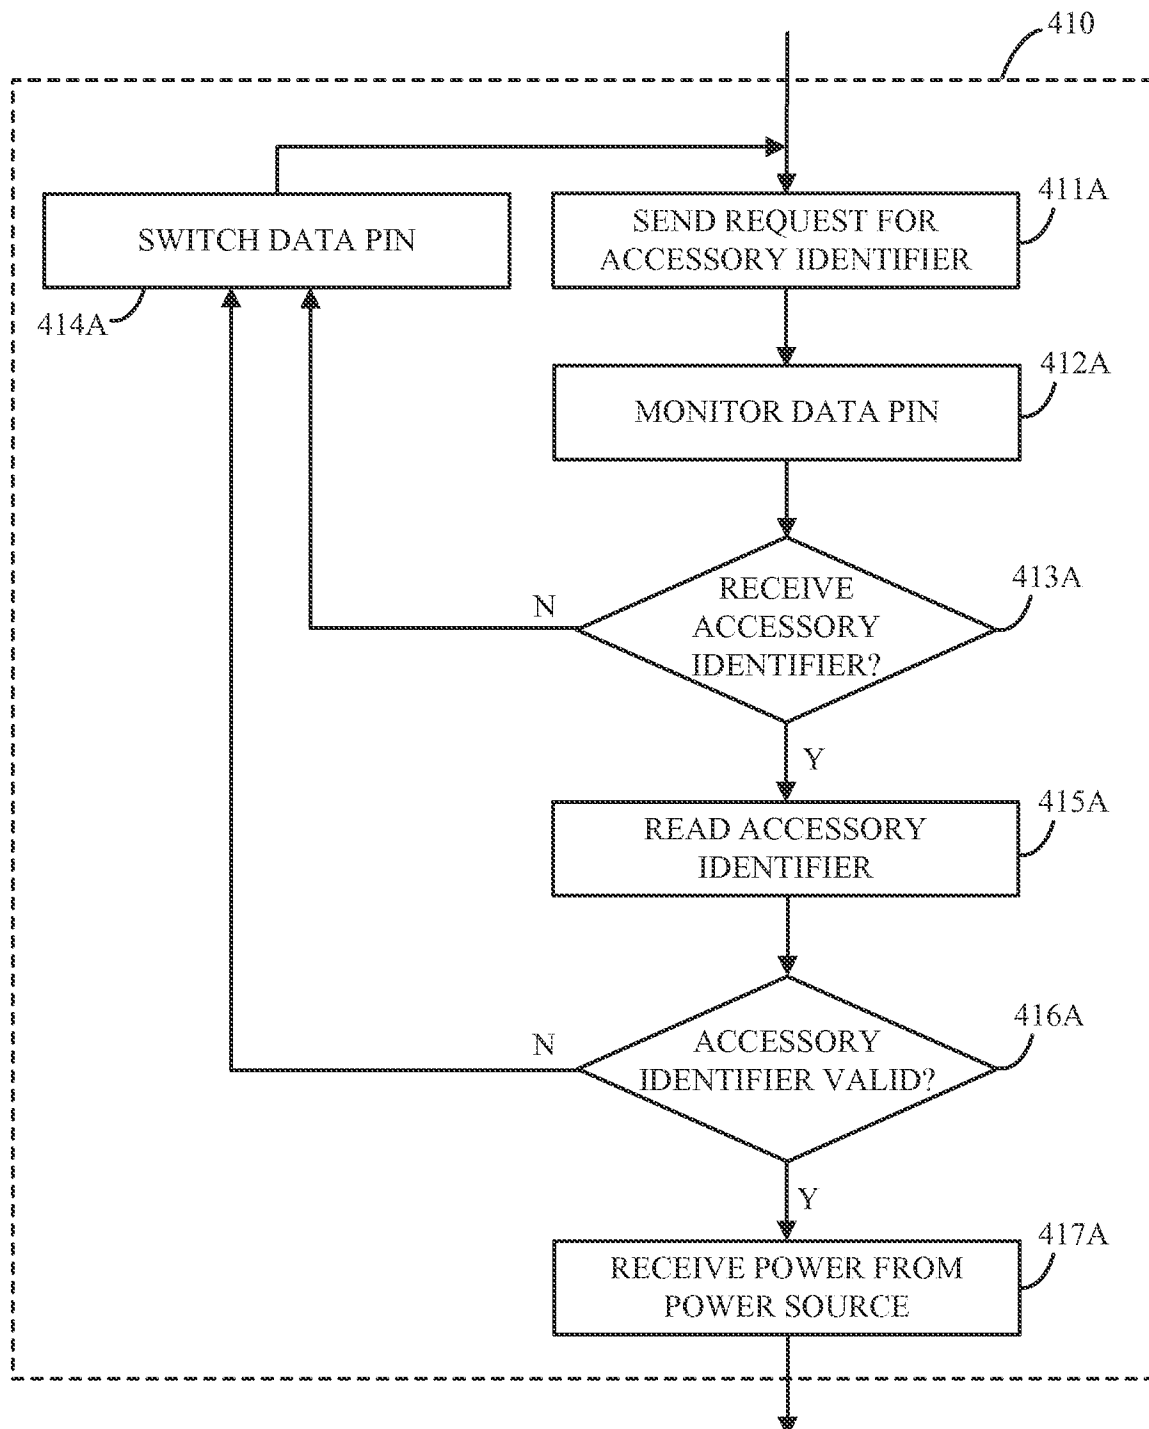 410
411A
SEND REQUEST FOR
ACCESSORY IDENTIFIER
SWITCH DATA PIN
414A
412A
MONITOR DATA PIN
413A
RECEIVE
ACCESSORY
IDENTIFIER?
N
Y
415A
READ ACCESSORY
IDENTIFIER
416A
ACCESSORY
IDENTIFIER VALID?
N
Y
417A
RECEIVE POWER FROM
POWER SOURCE